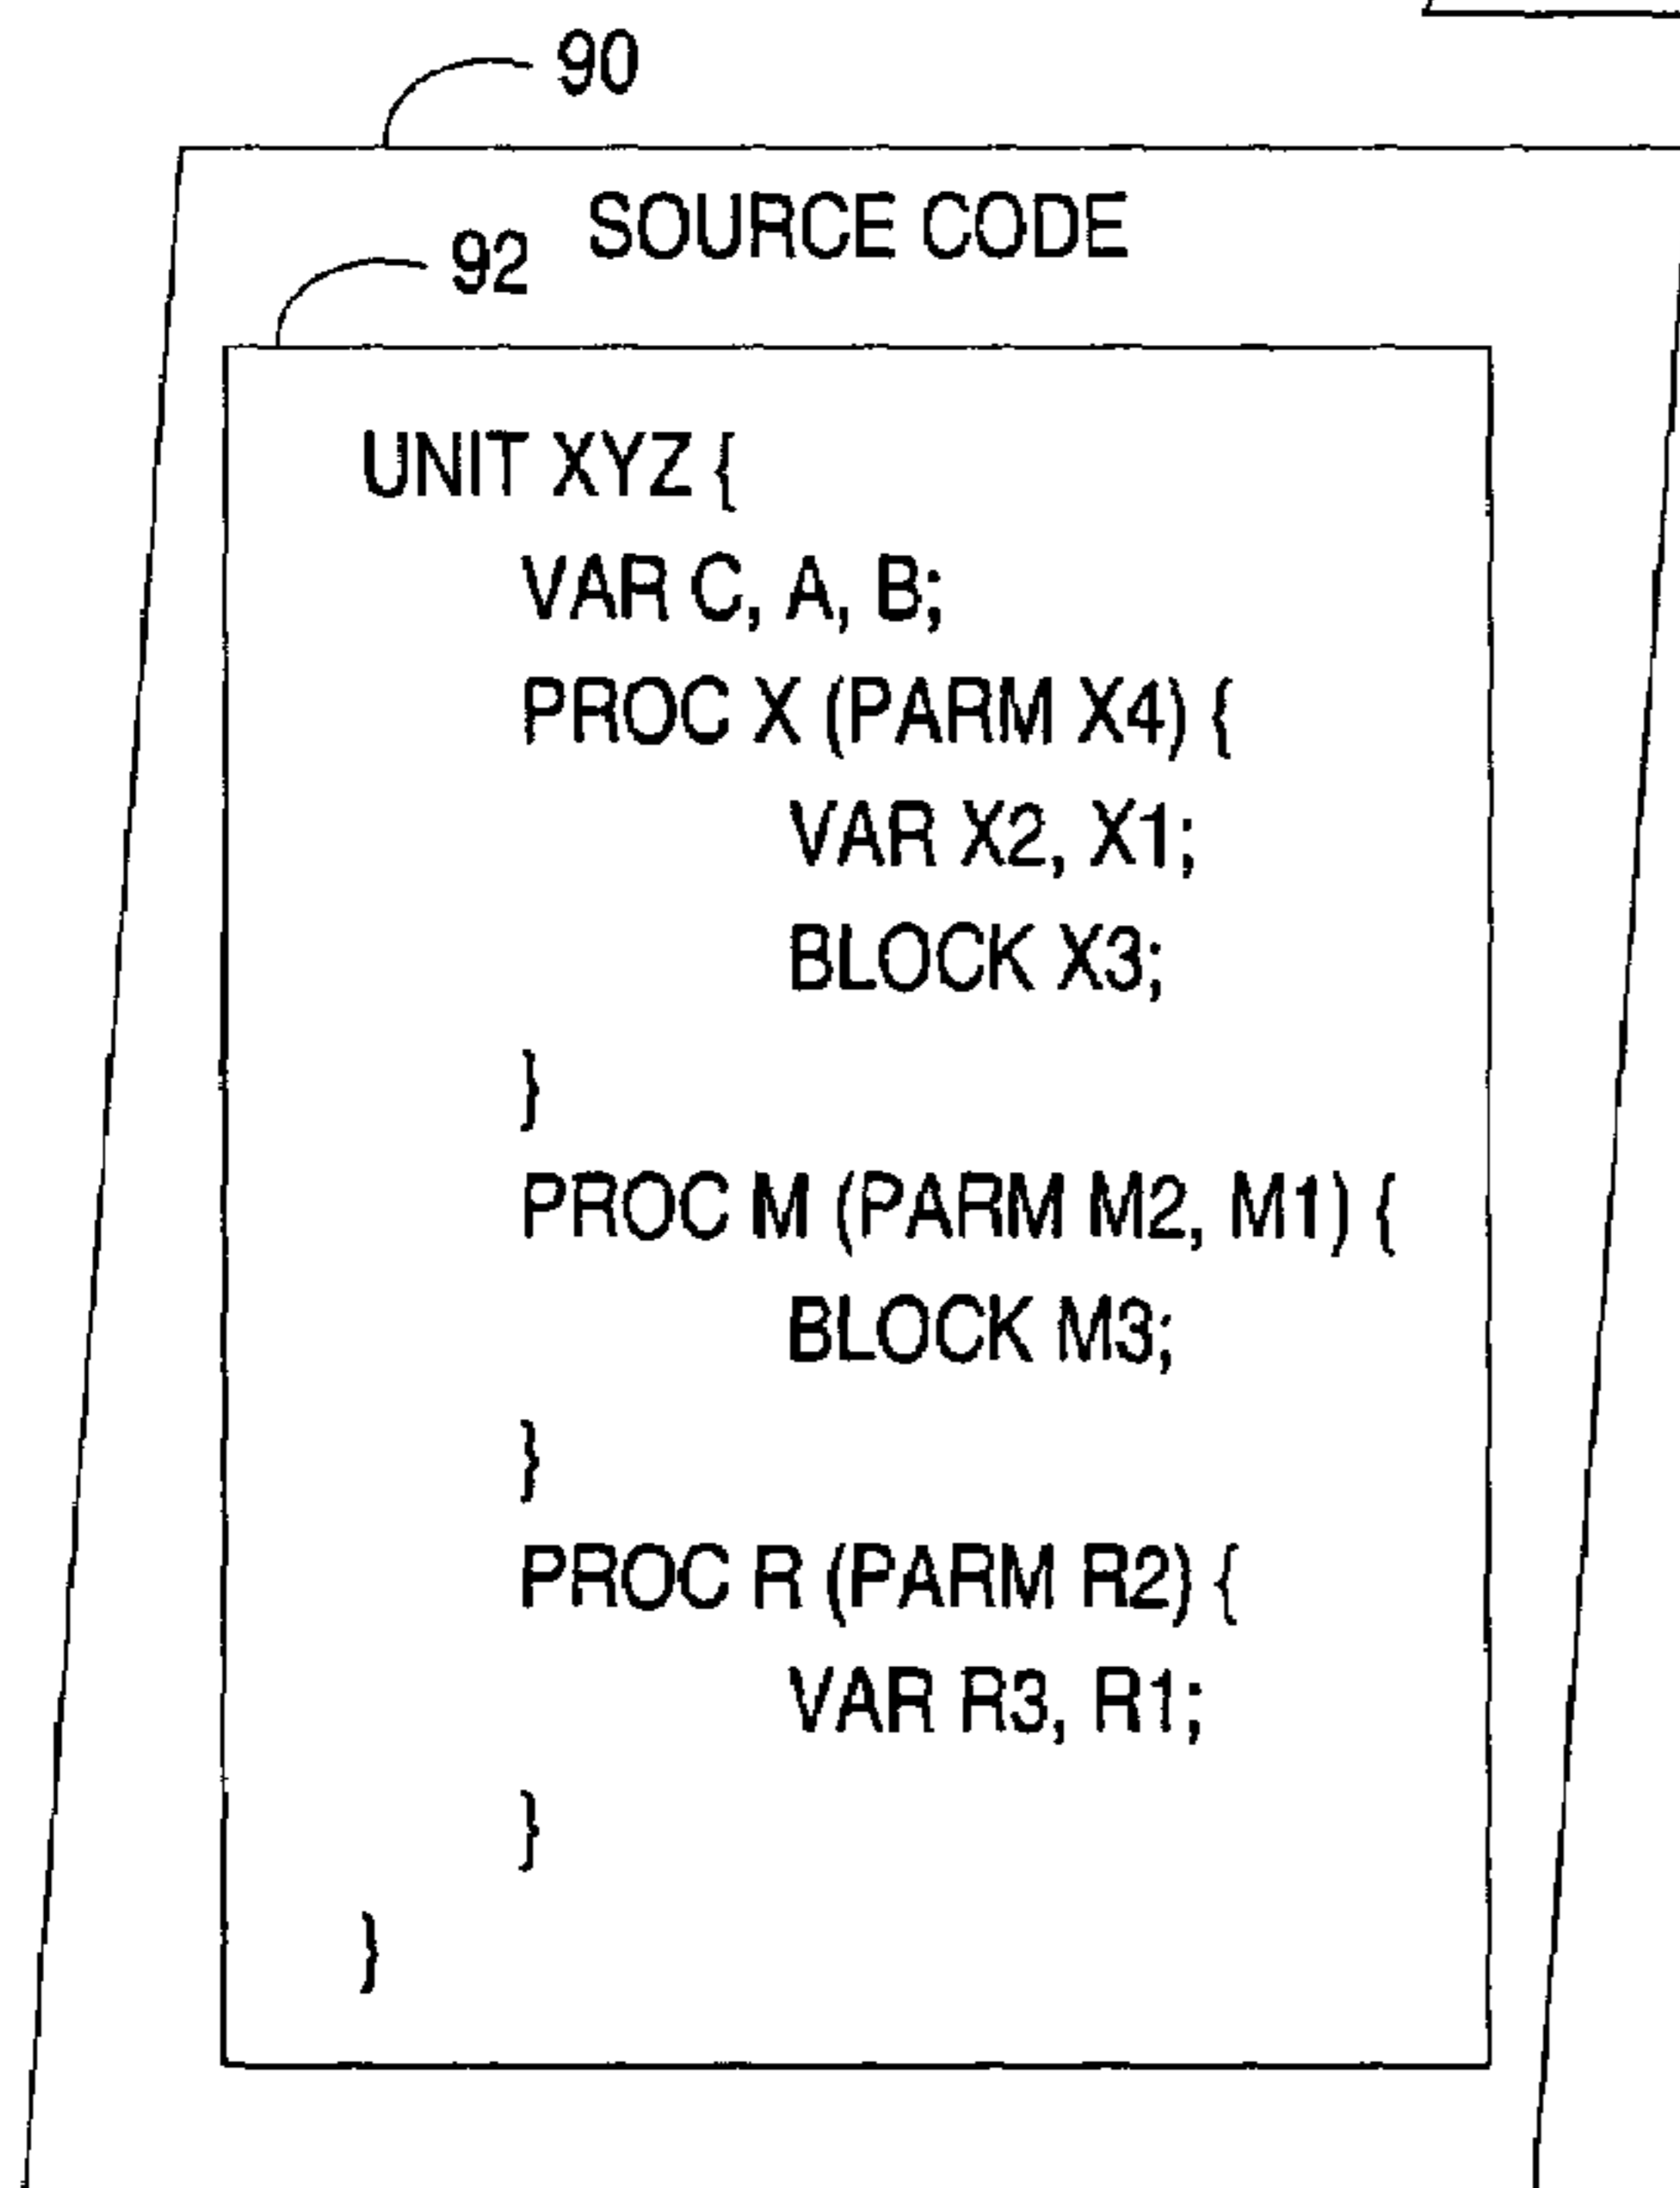 90
SOURCE CODE
92
UNIT XYZ {
VAR C, A, B;
PROC X (PARM X4) {
VAR X2, X1;
BLOCK X3;
}
PROC M (PARM M2, M1) {
BLOCK M3;
}
PROC R (PARM R2) {
VAR R3, R1;
}
}